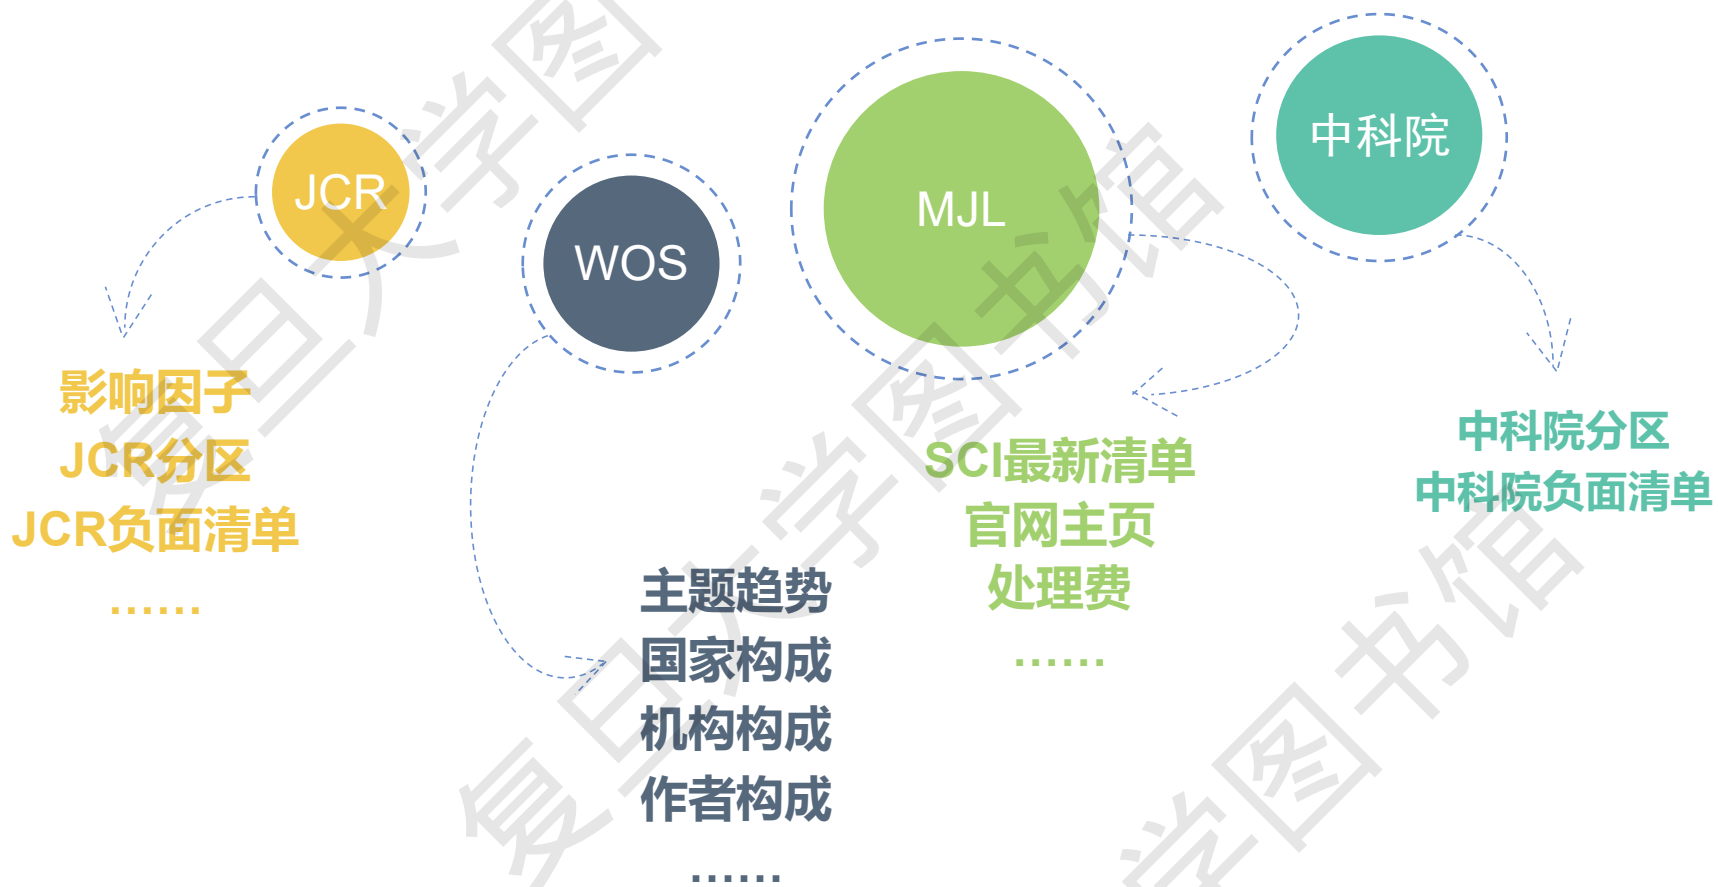 JCR
影响因子
JCR分区
JCR负面清单
……
WOS
主题趋势
国家构成
机构构成
作者构成
……
MJL
SCI最新清单
官网主页
处理费
……
中科院
中科院分区
中科院负面清单
复旦大学图
复旦大学图书馆
学图书馆